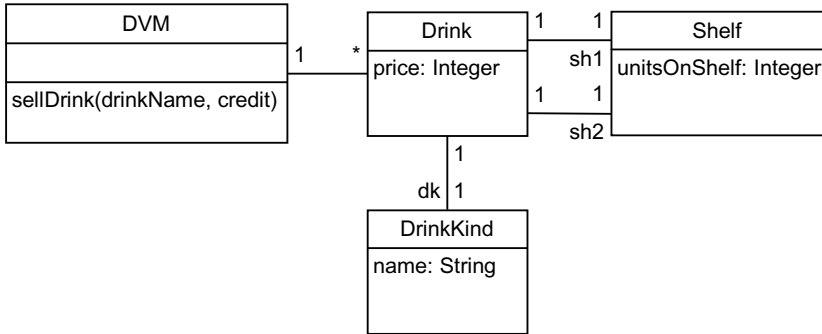 DVM
sellDrink(drinkName, credit)
1
*
Drink
price: Integer
1
1
sh1
1
1
sh2
Shelf
unitsOnShelf: Integer
1
dk
1
DrinkKind
name: String